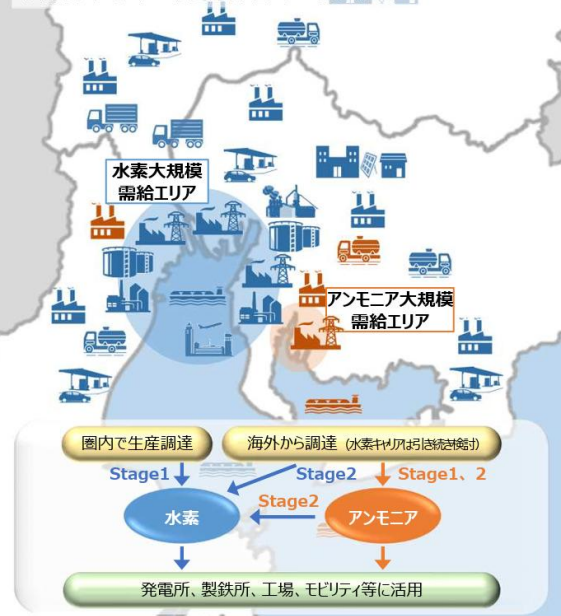 水素大規模
需給エリア
アンモニア大規模
需給エリア
圏内で生産調達
海外から調達（水素キャリアは引き続き検討）
Stage1
Stage2
Stage1、2
Stage2
水素
アンモニア
発電所、製鉄所、工場、モビリティ等に活用